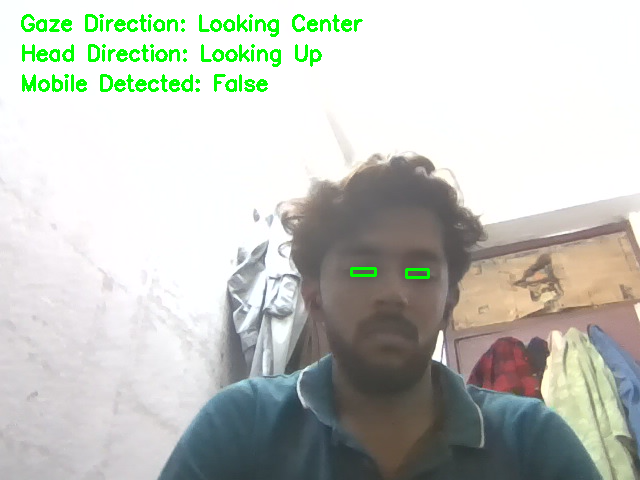 Gaze Direction: Looking Center
Head Direction: Looking Up
Mobile Detected: False